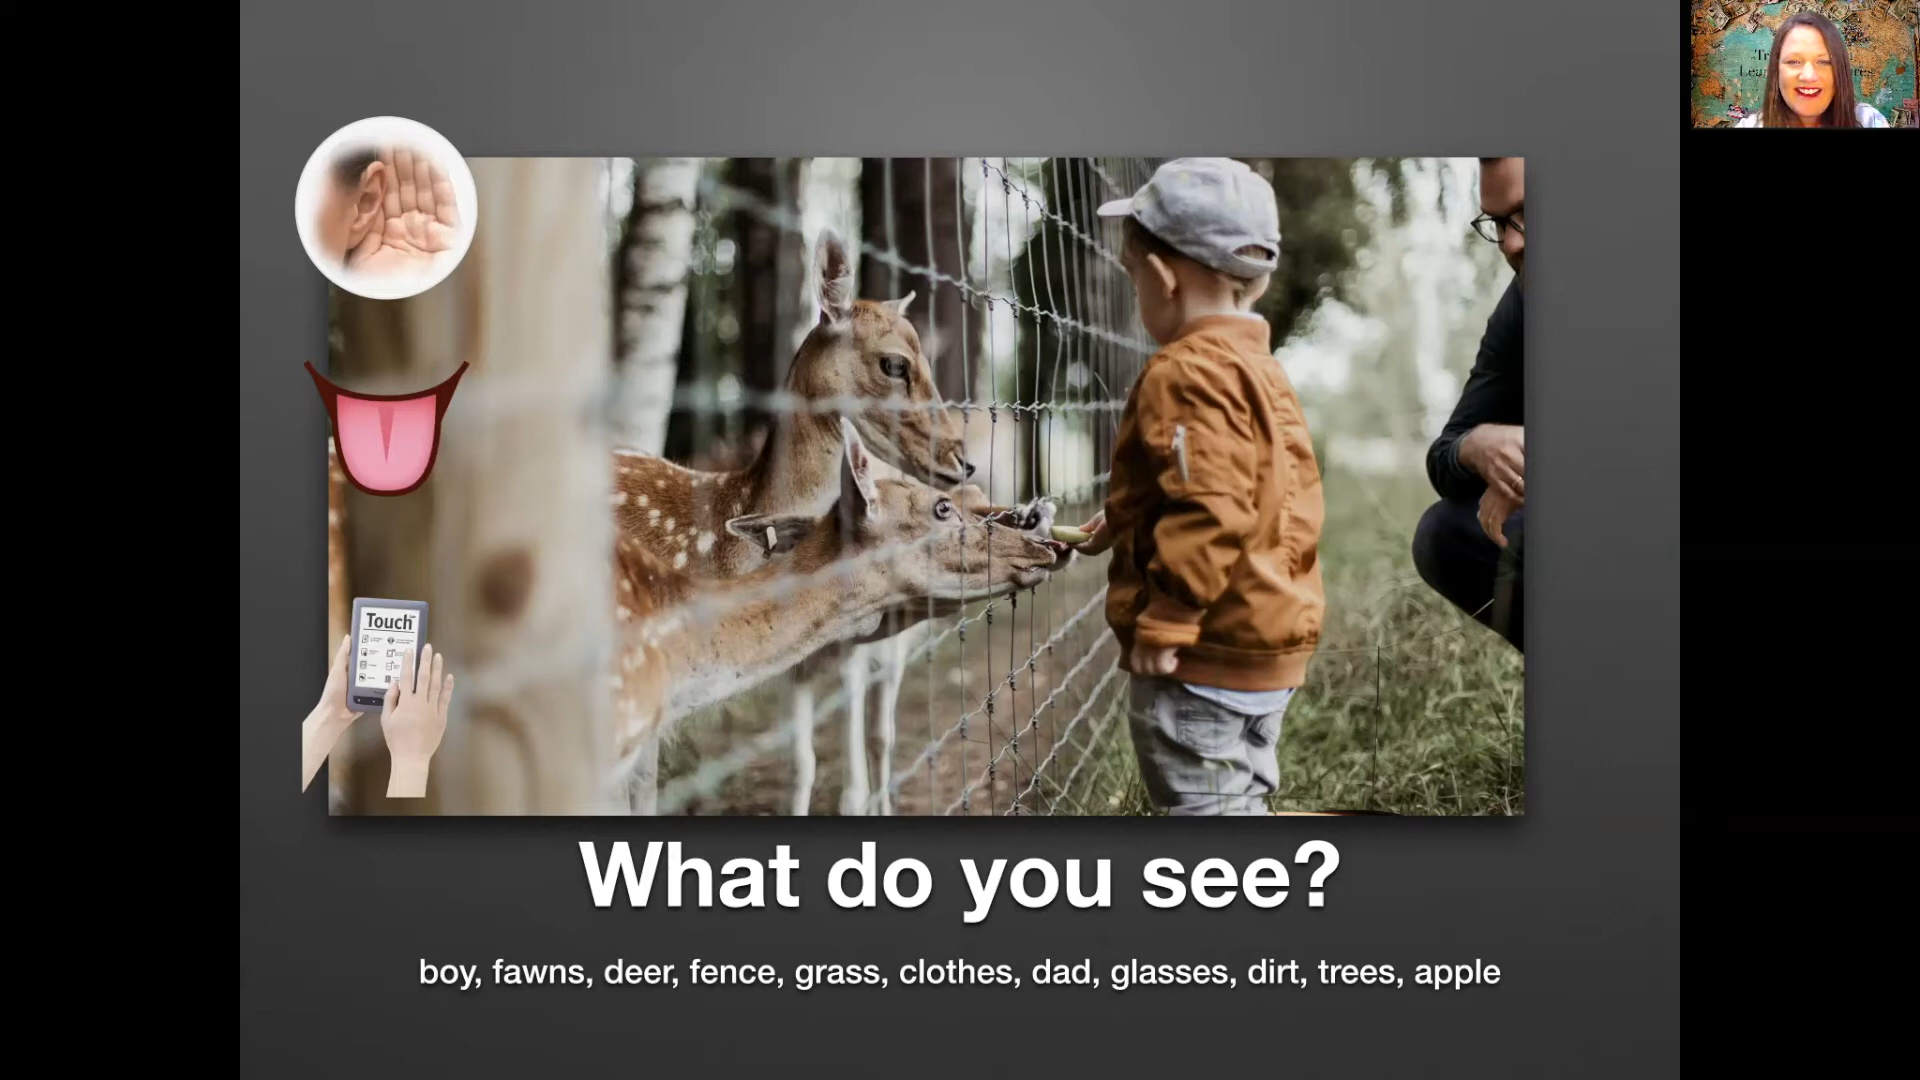 Touch
What do you see?
boy, fawns, deer, fence, grass, clothes, dad, glasses, dirt, trees, apple